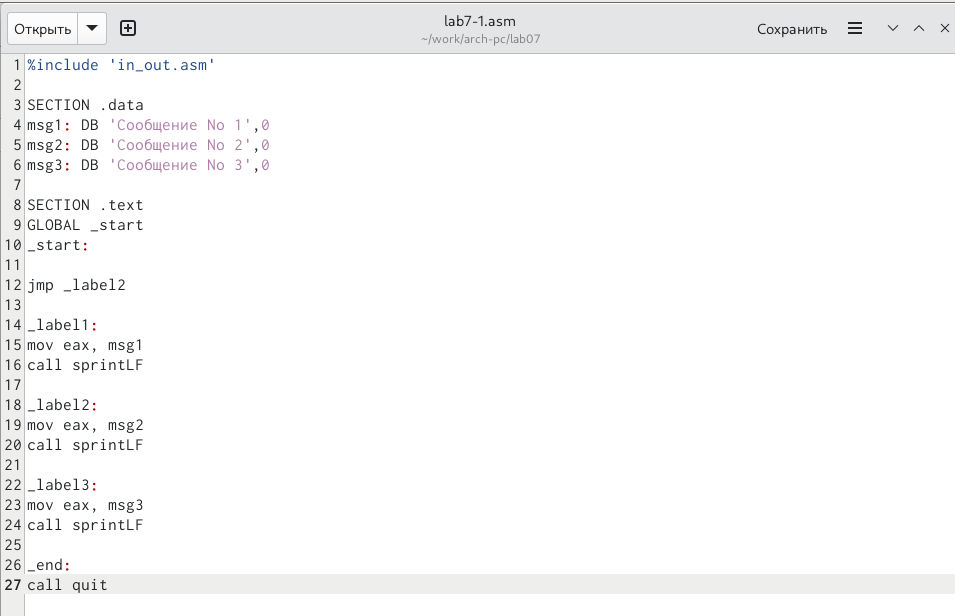 Открыть
lab7-1.asm
~/work/arch-pc/lab07
Сохранить
1 %include 'in_out.asm'
2
3 SECTION .data
4 msg1: DB 'Сообщение No 1',0
5 msg2: DB 'Сообщение No 2',0
6 msg3: DB 'Сообщение No 3',0
7
8 SECTION .text
9 GLOBAL _start
10 _start:
11
12 jmp _label2
13
14 _label1:
15 mov eax, msg1
16 call sprintLF
17
18 _label2:
19 mov eax, msg2
20 call sprintLF
21
22 _label3:
23 mov eax, msg3
24 call sprintLF
25
26 _end:
27 call quit